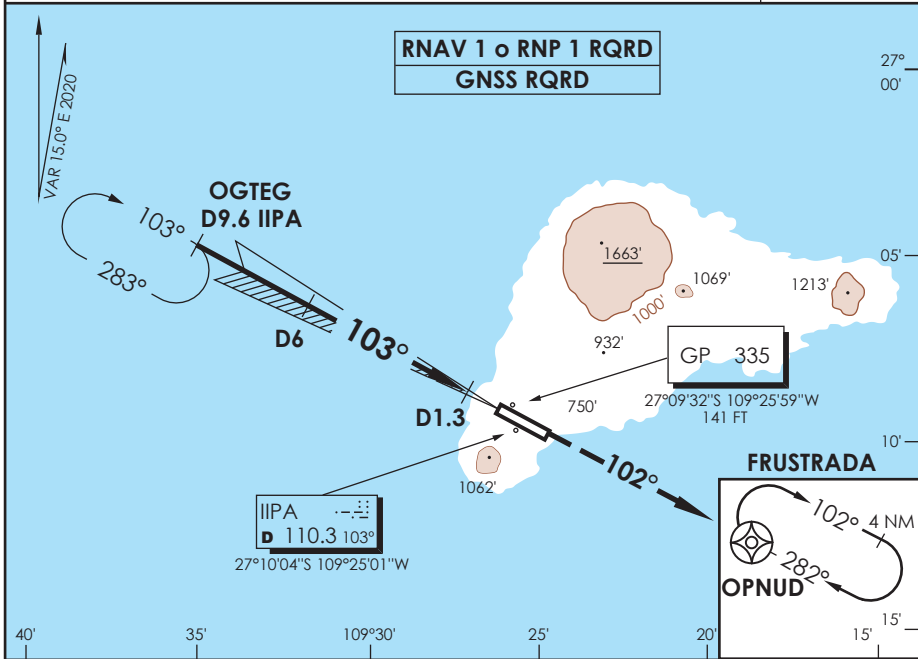 RNAV 1 o RNP 1 RQRD
GNSS RQRD
27°
00'
VAR 15.0° E 2020
OGTEG
D9.6 IIPA
103°
283°
D6
103°
D1.3
1663'
1000'
1069'
1213'
05'
932'
GP 335
27°09'32"S 109°25'59"W
141 FT
750'
10'
1062'
102°
IIPA
D 110.3 103°
27°10'04"S 109°25'01"W
FRUSTRADA
102° 4 NM
282°
OPNUD
15'
40'
35'
109°30'
25'
20'
15'